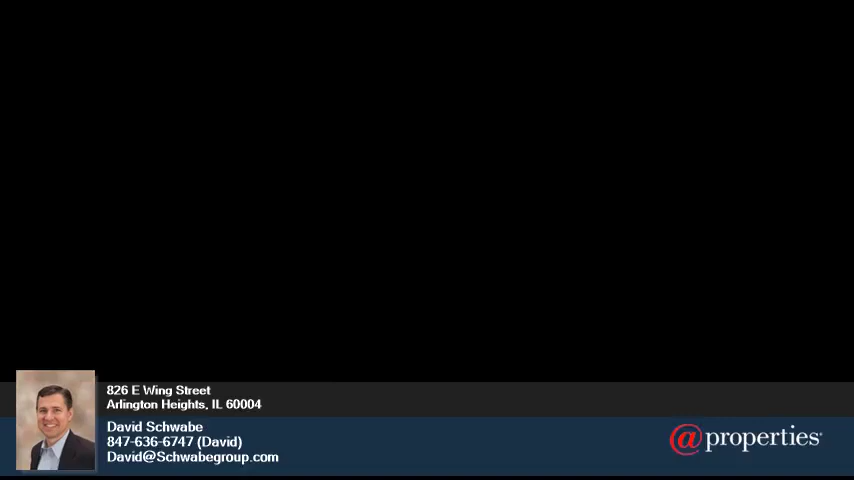 826 E Wing Street
Arlington Heights, IL 60004
David Schwabe
847-636-6747 (David)
David@Schwabegroup.com
@properties